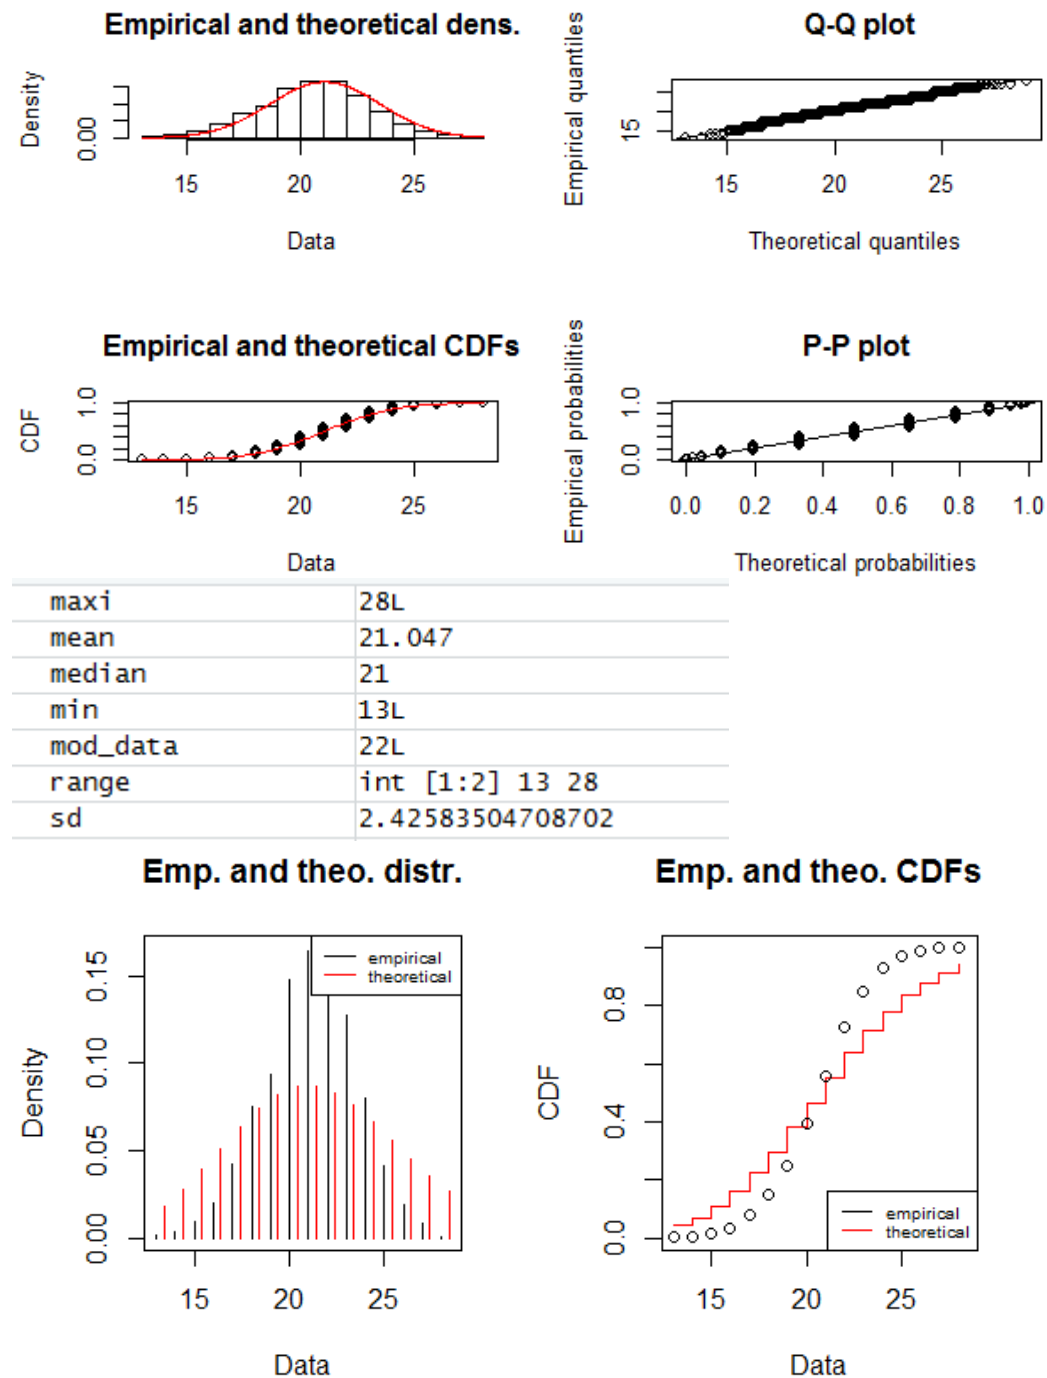 Empirical and theoretical dens.
Density
0.00
15 20 25
Data
Q-Q plot
Empirical quantiles
15
15 20 25
Theoretical quantiles
Empirical and theoretical CDFs
CDF
0.0 1.0
15 20 25
Data
P-P plot
Empirical probabilities
0.0 1.0
0.0 0.2 0.4 0.6 0.8 1.0
Theoretical probabilities
maxi 28L
mean 21.047
median 21
min 13L
mod_data 22L
range int [1:2] 13 28
sd 2.42583504708702
Emp. and theo. distr.
Density
0.00 0.05 0.10 0.15
empirical
theoretical
15 20 25
Data
Emp. and theo. CDFs
CDF
0.0 0.4 0.8
empirical
theoretical
15 20 25
Data